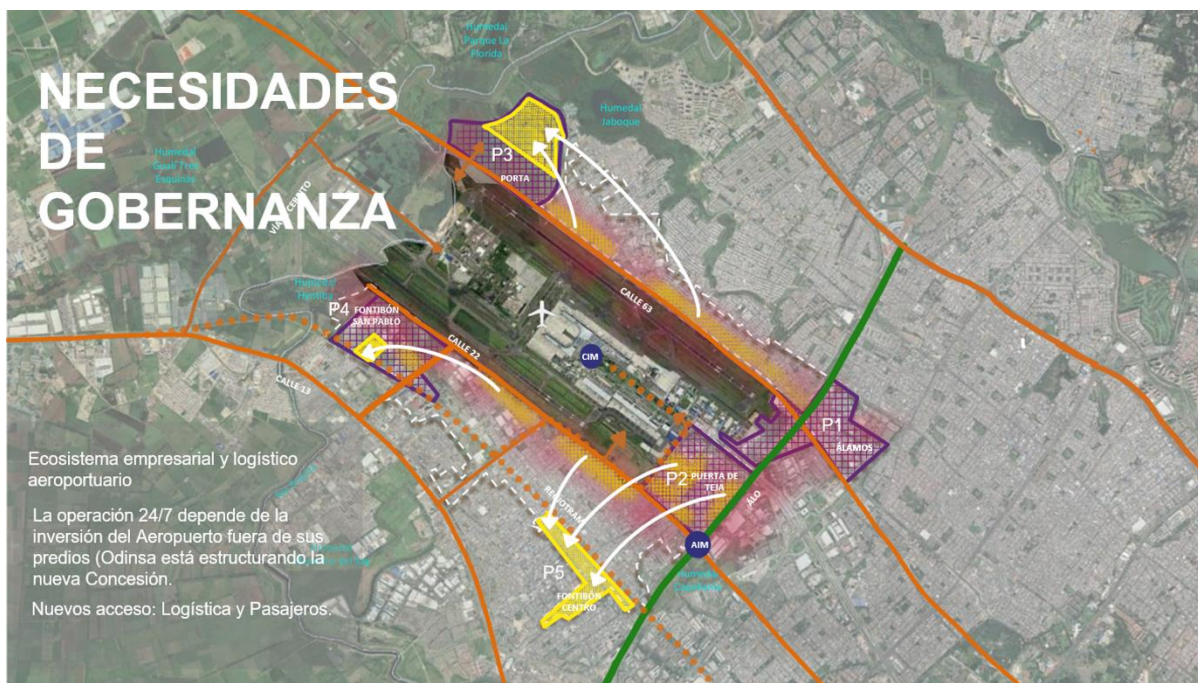 NECESIDADES
DE
GOBERNANZA
Humedal
Parque La
Florida
Humedal
Jaboque
Humedal
Gualí Tres
Esquinas
P3
PORTA
CALLE 63
P4
FONTIBÓN
SAN PABLO
CALLE 22
CALLE 13
CIM
P1
ÁLAMOS
P2
PUERTA DE
TEJA
ALO
AIM
Humedal
P5
FONTIBÓN
CENTRO
Ecosistema empresarial y logístico
aeroportuario
La operación 24/7 depende de la
inversión del Aeropuerto fuera de sus
predios (Odinsa está estructurando la
nueva Concesión.
Nuevos acceso: Logística y Pasajeros.